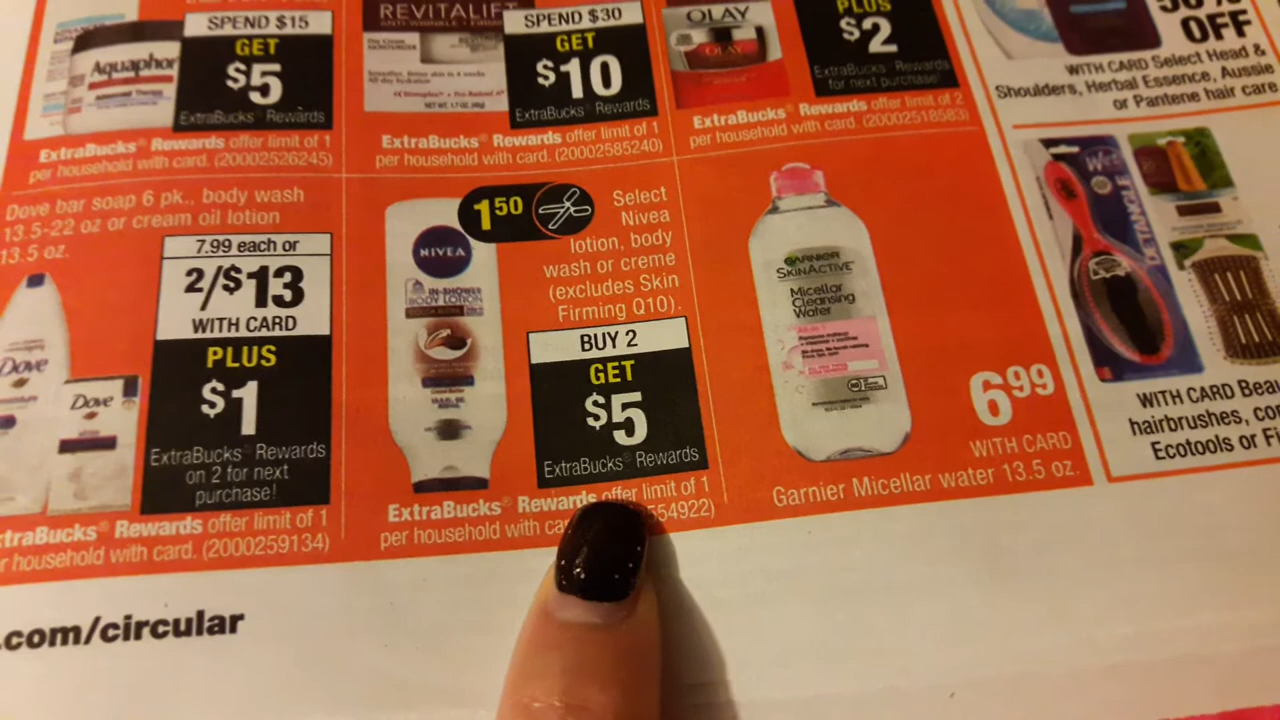 SPEND $15
GET
$5
ExtraBucks® Rewards
Aquaphor
ExtraBucks® Rewards offer limit of 1
per household with card. (20002526245)
REVITALIFT
SPEND $30
GET
$10
ExtraBucks® Rewards
NET WT. 1.7 OZ.
ExtraBucks® Rewards offer limit of 1
per household with card. (20002585240)
OLAY
OLAY
PLUS
$2
ExtraBucks® Rewards
for next purchase!
ExtraBucks® Rewards offer limit of 2
per household with card. (20002518583)
OFF
WITH CARD Select Head &
Shoulders, Herbal Essence, Aussie
or Pantene hair care
Dove bar soap 6 pk., body wash
13.5-22 oz or cream oil lotion
13.5 oz.
7.99 each or
2/$13
WITH CARD
PLUS
$1
ExtraBucks® Rewards
on 2 for next
purchase!
Dove
Dove
traBucks® Rewards offer limit of 1
r household with card. (2000259134)
1 50
NIVEA
IN-SHOWER
BODY LOTION
Select
Nivea
lotion, body
wash or creme
(excludes Skin
Firming Q10).
BUY 2
GET
$5
ExtraBucks® Rewards
ExtraBucks® Rewards offer limit of 1
per household with ca 554922)
GARNIER
SKINACTIVE
Micellar
Cleansing
Water
6 99
WITH CARD
Garnier Micellar water 13.5 oz.
Wet
DETANGLE
WITH CARD Bea
hairbrushes, co
Ecotools or F
.com/circular